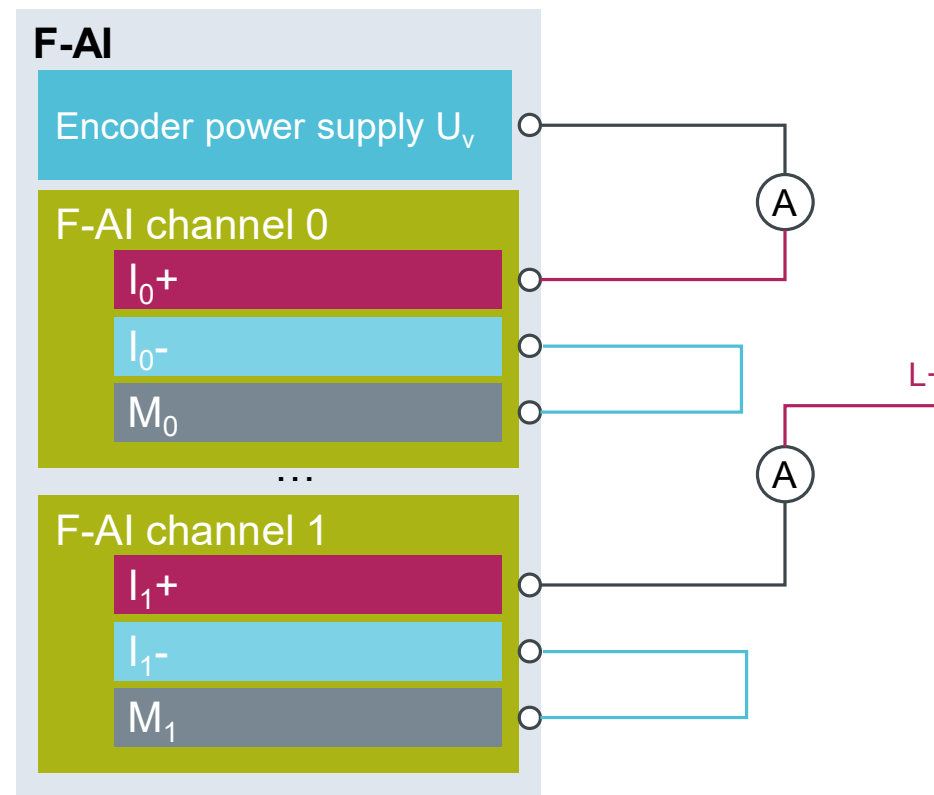 F-AI
Encoder power supply Uᵥ
A
F-AI channel 0
I₀+
I₀-
M₀
L
A
...
F-AI channel 1
I₁+
I₁-
M₁